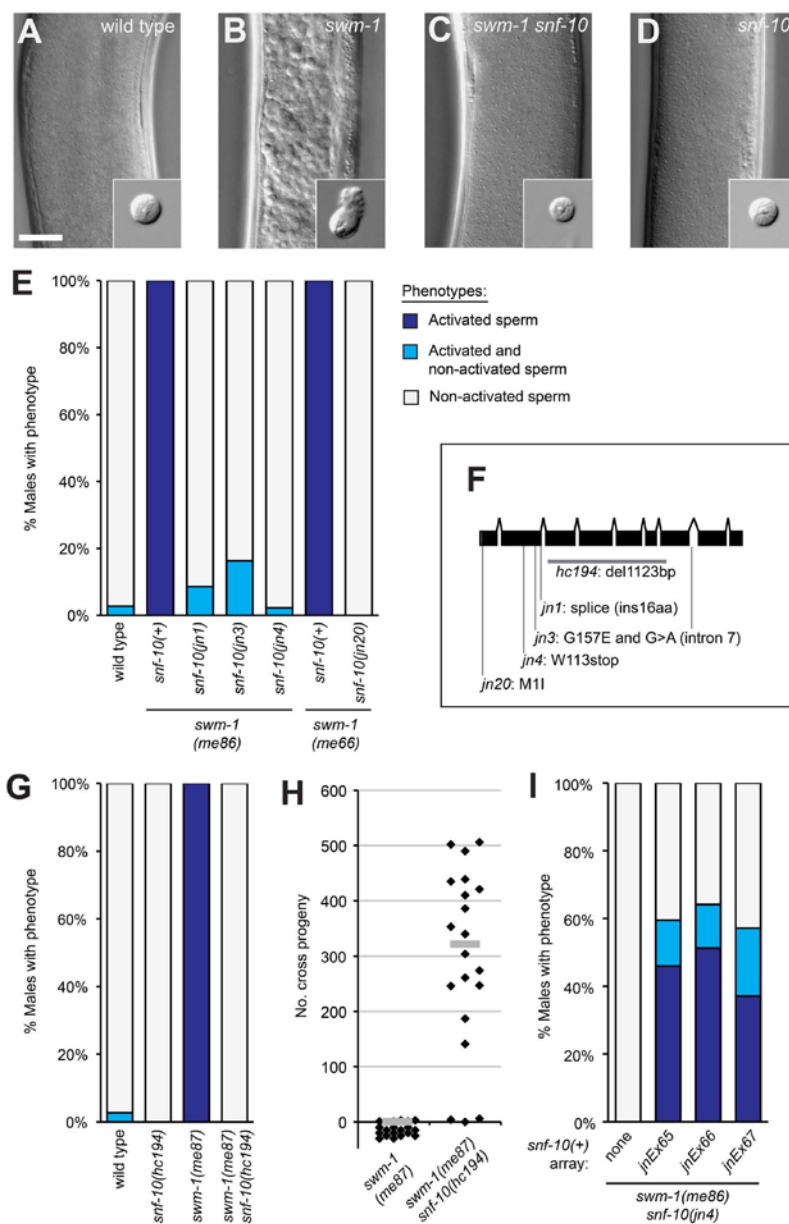 A wild type
B swm-1
C swm-1 snf-10
D snf-10
E
100%
80%
60%
40%
20%
0%
% Males with phenotype
wild type
snf-10(+)
snf-10(jn1)
snf-10(jn3)
snf-10(jn4)
snf-10(+)
snf-10(jn20)
swm-1
(me86)
swm-1
(me66)
Phenotypes:
Activated sperm
Activated and
non-activated sperm
Non-activated sperm
F
hc194: del1123bp
jn1: splice (ins16aa)
jn3: G157E and G>A (intron 7)
jn4: W113stop
jn20: M1I
G
100%
80%
60%
40%
20%
0%
% Males with phenotype
wild type
snf-10(hc194)
swm-1(me87)
swm-1(me87)
snf-10(hc194)
H
600
500
400
300
200
100
0
No. cross progeny
swm-1
(me87)
swm-1(me87)
snf-10(hc194)
I
100%
80%
60%
40%
20%
0%
% Males with phenotype
snf-10(+)
array:
none
jnEx65
jnEx66
jnEx67
swm-1(me86)
snf-10(jn4)